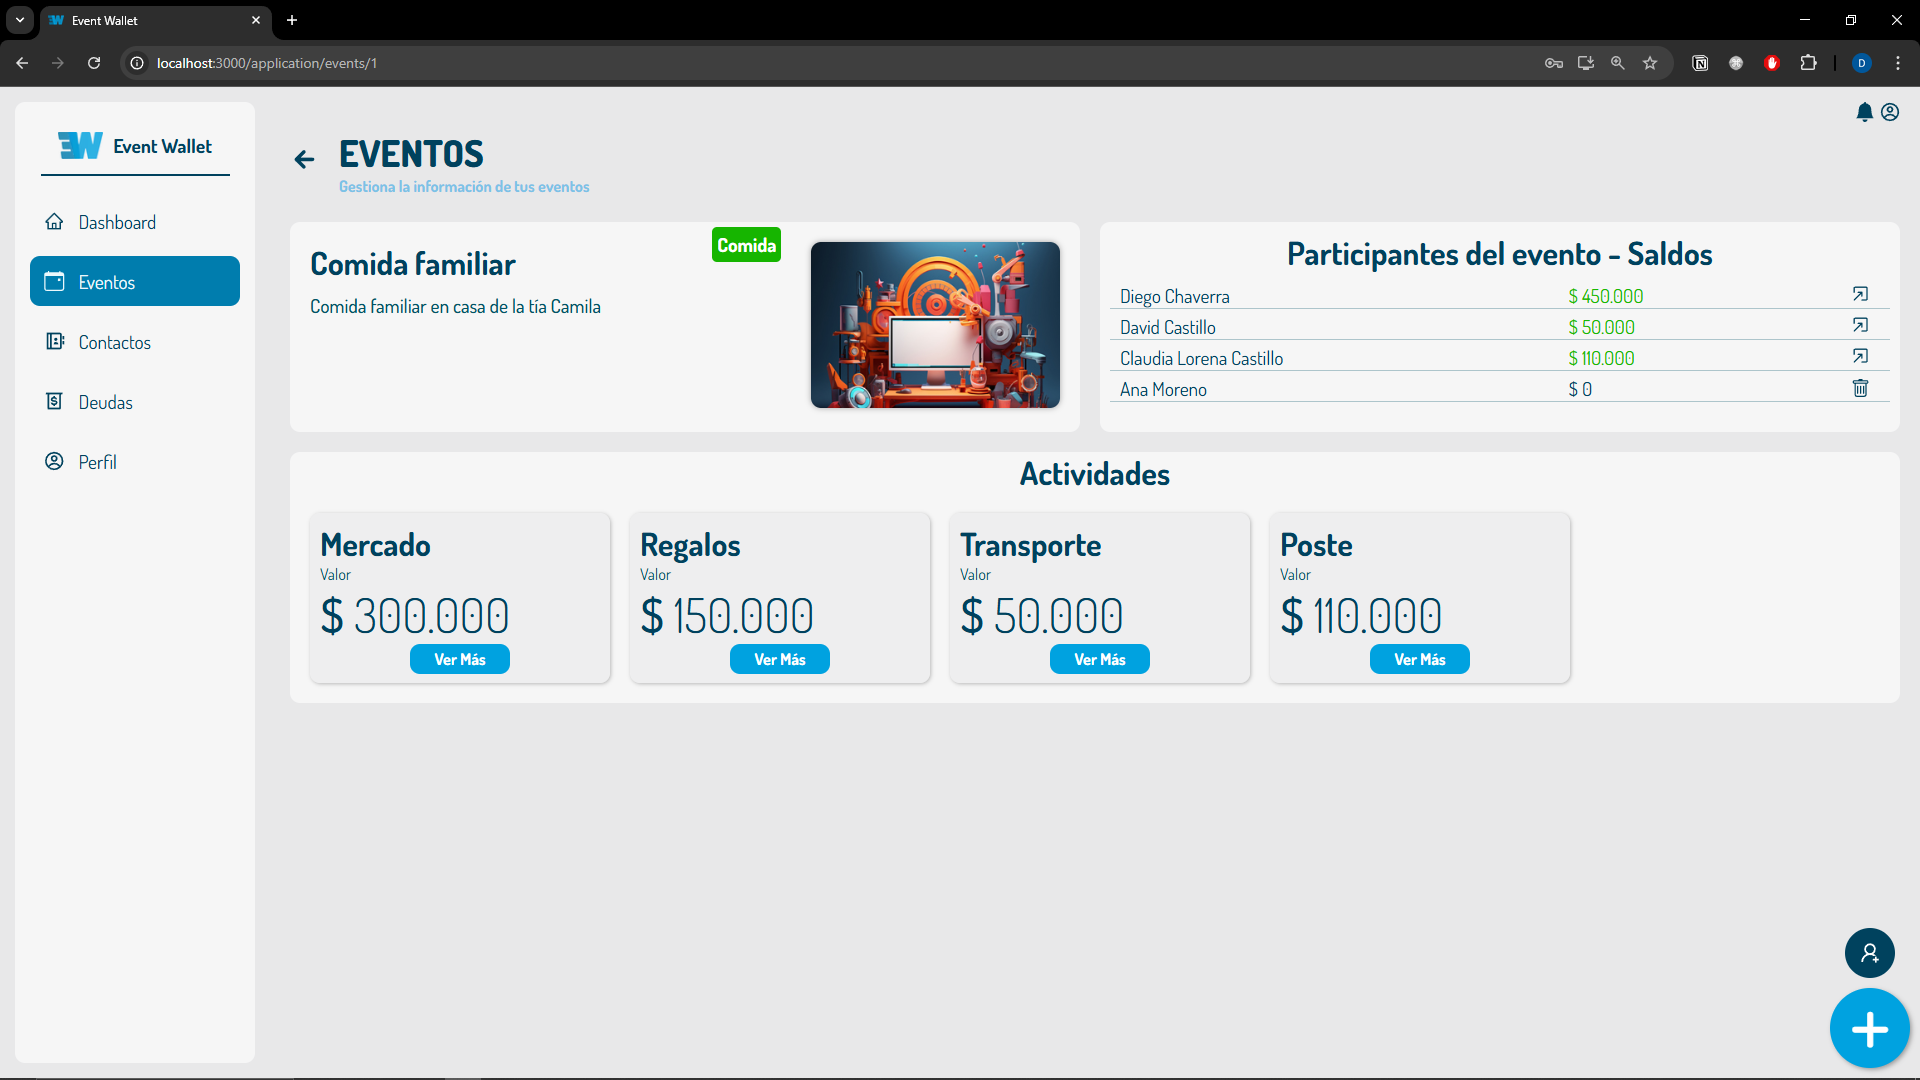 Event Wallet
localhost:3000/application/events/1
D
EW Event Wallet
Dashboard
Eventos
Contactos
Deudas
Perfil
EVENTOS
Gestiona la información de tus eventos
Comida familiar
Comida
Comida familiar en casa de la tía Camila
Participantes del evento - Saldos
Diego Chaverra $ 450.000
David Castillo $ 50.000
Claudia Lorena Castillo $ 110.000
Ana Moreno $ 0
Actividades
Mercado
Valor
$ 300.000
Ver Más
Regalos
Valor
$ 150.000
Ver Más
Transporte
Valor
$ 50.000
Ver Más
Poste
Valor
$ 110.000
Ver Más